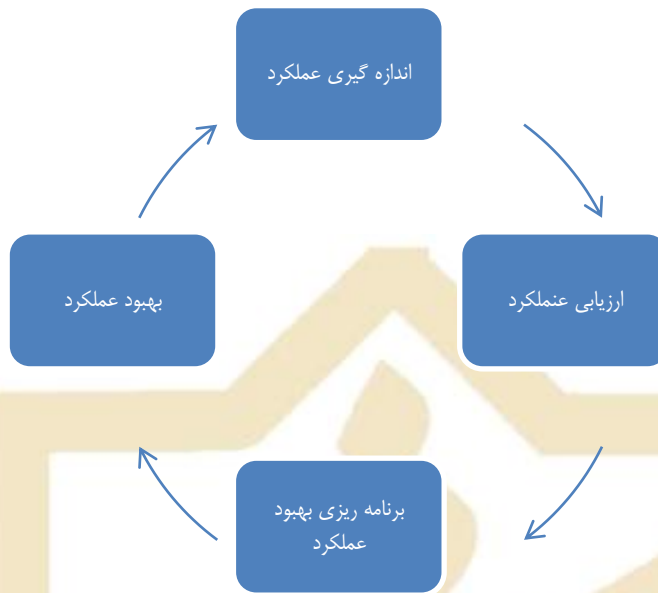 اندازه گیری عملکرد
ارزیابی عنملکرد
برنامه ریزی بهبود
عملکرد
بهبود عملکرد